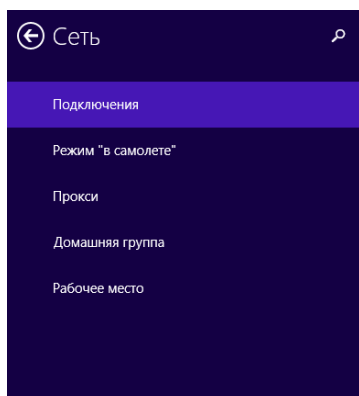 Сеть
Подключения
Режим "в самолете"
Прокси
Домашняя группа
Рабочее место